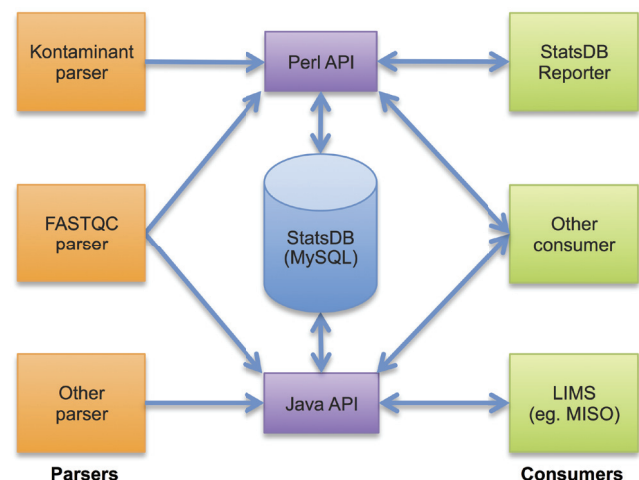 Kontaminant
parser
Perl API
StatsDB
Reporter
FASTQC
parser
StatsDB
(MySQL)
Other
consumer
Other
parser
Java API
LIMS
(eg. MISO)
Parsers
Consumers